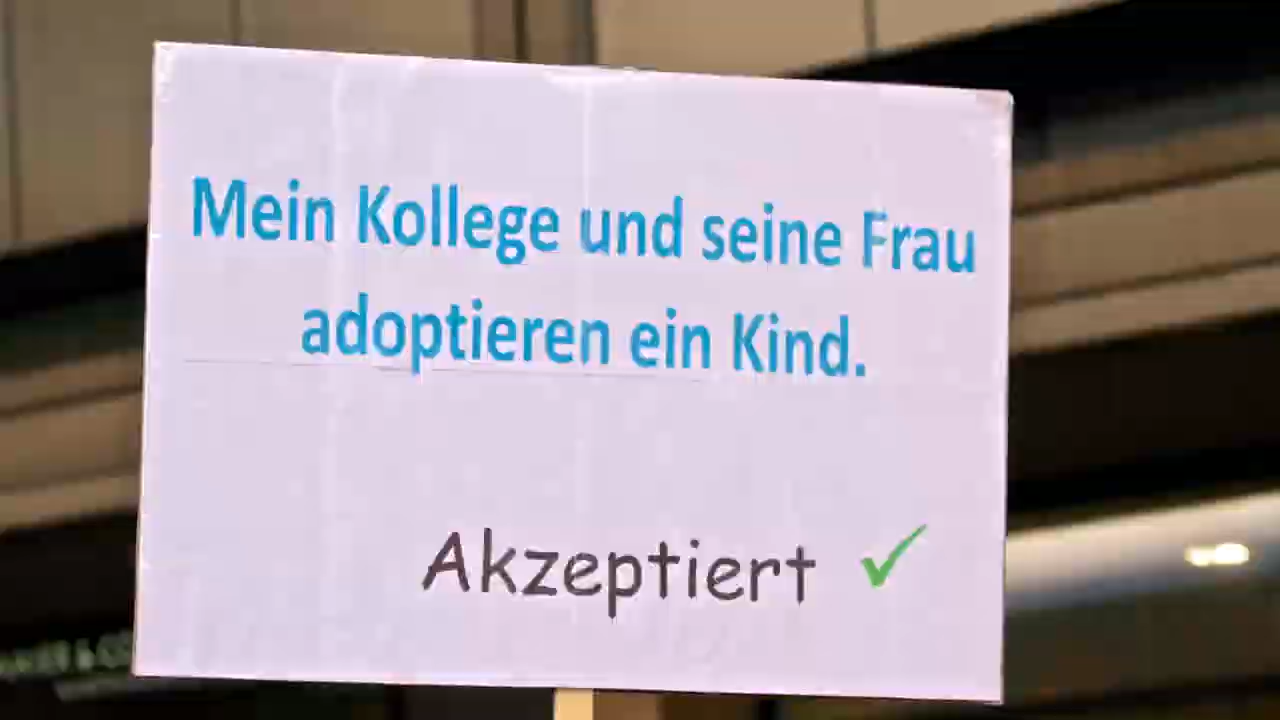 Mein Kollege und seine Frau
adoptieren ein Kind.
Akzeptiert ✓